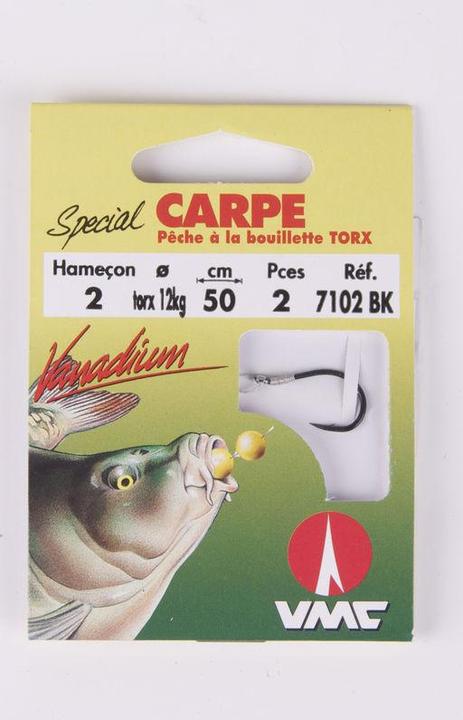 Special CARPE
Pêche à la bouillette TORX
Hameçon ø cm Pces Réf.
2 torx 12kg 50 2 7102 BK
Vanadium
VMC